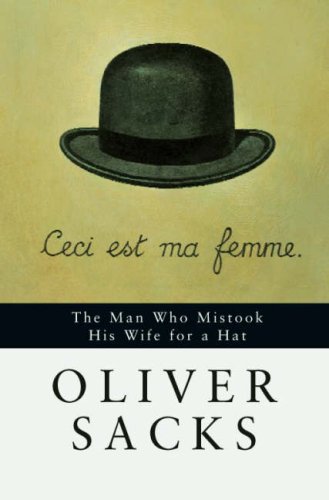 Ceci est ma femme.
The Man Who Mistook
His Wife for a Hat
OLIVER
SACKS